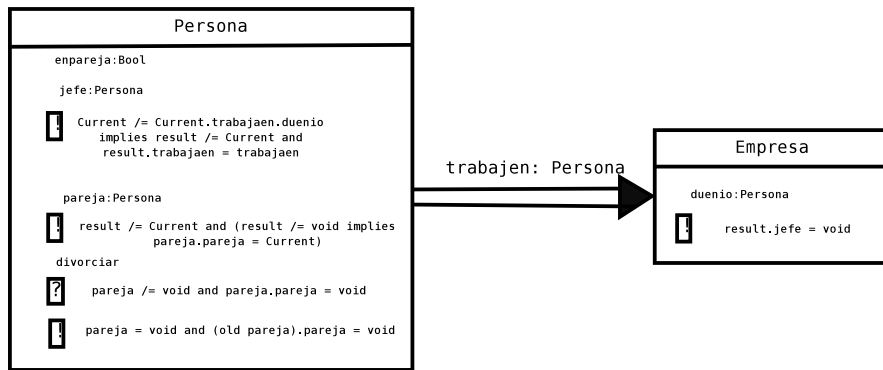 Persona
enpareja:Bool
jefe:Persona
! Current /= Current.trabajaen.duenio
implies result /= Current and
result.trabajaen = trabajaen
pareja:Persona
! result /= Current and (result /= void implies
pareja.pareja = Current)
divorciar
? pareja /= void and pareja.pareja = void
! pareja = void and (old pareja).pareja = void
trabajen: Persona
Empresa
duenio:Persona
! result.jefe = void